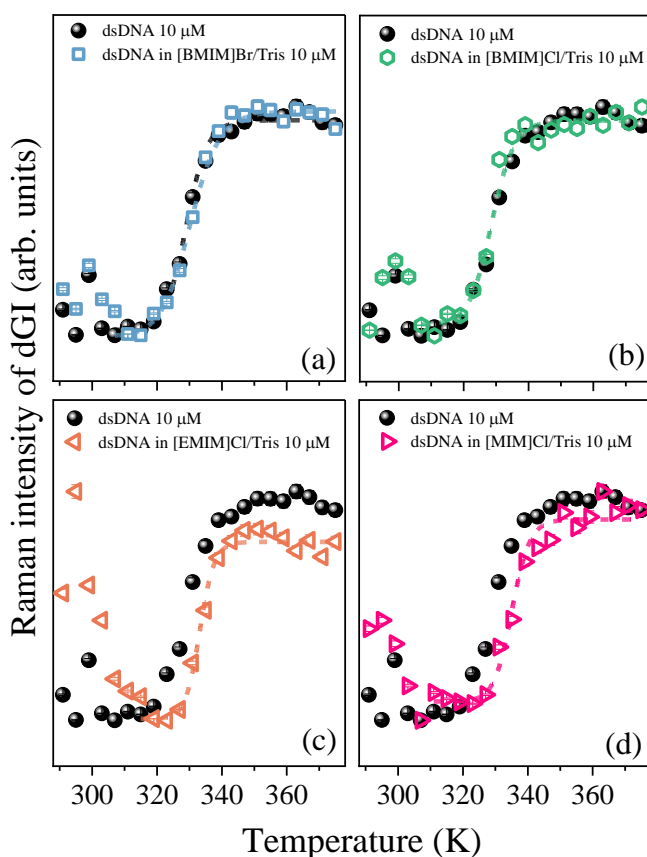 dsDNA 10 μM
dsDNA in [BMIM]Br/Tris 10 μM
(a)
dsDNA 10 μM
dsDNA in [BMIM]Cl/Tris 10 μM
(b)
dsDNA 10 μM
dsDNA in [EMIM]Cl/Tris 10 μM
(c)
dsDNA 10 μM
dsDNA in [MIM]Cl/Tris 10 μM
(d)
Raman intensity of dGI (arb. units)
300 320 340 360 300 320 340 360
Temperature (K)